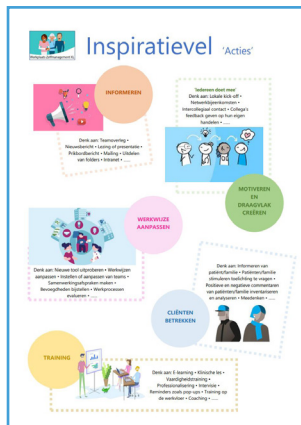 Inspiratievel 'Acties'
INFORMEREN
Denk aan: Teamoverleg •
Nieuwsbericht • Lezing of presentatie •
Prikbordbericht • Mailing • Uitdelen
van folders • Intranet • .....
'Iedereen doet mee'
Denk aan: Lokale kick-off •
Netwerkbijeenkomsten •
Intercollegiaal contact • Collega's
feedback geven op hun eigen
handelen •
.....
MOTIVEREN
EN
DRAAGVLAK
CREËREN
WERKWIJZE
AANPASSEN
Denk aan: Nieuwe tool uitproberen • Werkwijzen
aanpassen • Instellen of aanpassen van teams •
Samenwerkingsafspraken maken •
Bevoegdheden bijstellen • Werkprocessen
evalueren • .....
Denk aan: Informeren van
patiënt/familie • Patiënten/familie
stimuleren toelichting te vragen •
Positieve en negatieve commentaren
van patiënten/familie inventariseren
en analyseren • Meedenken • ...
CLIËNTEN
BETREKKEN
TRAINING
Denk aan: E-learning • Klinische les •
Vaardigheidstraining •
Professionalisering • Intervisie •
Reminders zoals pop-ups • Training op
de werkvloer • Coaching • .....